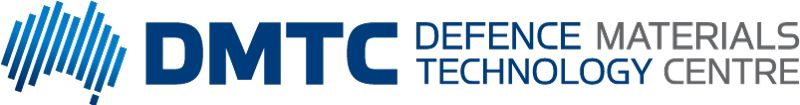 DMTC
DEFENCE MATERIALS
TECHNOLOGY CENTRE